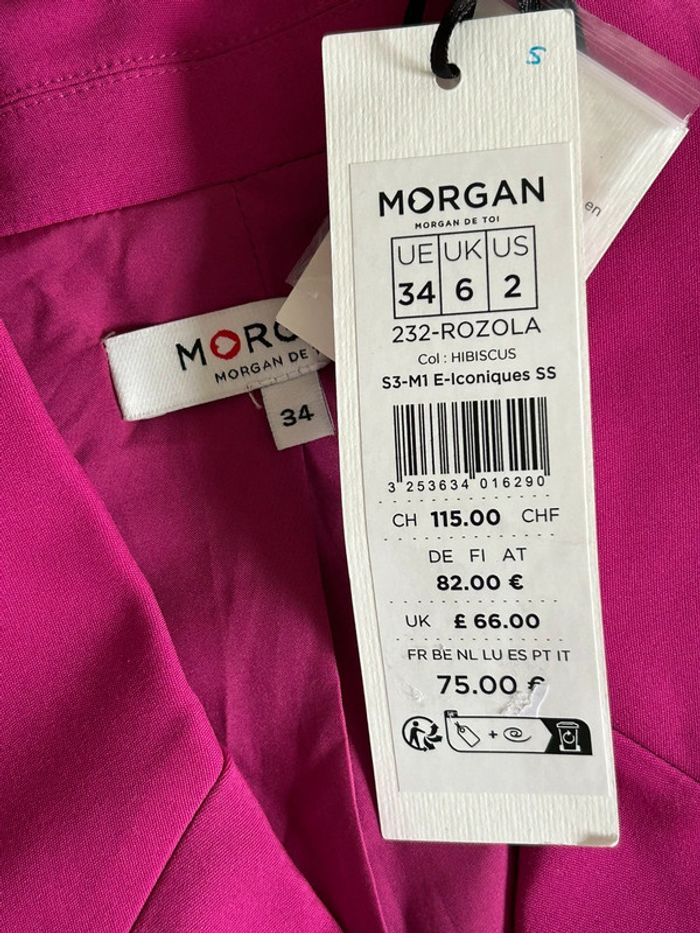 S
MORGAN
MORGAN DE TOI
UE UK US
34 6 2
232-ROZOLA
Col : HIBISCUS
S3-M1 E-Iconiques SS
3 253634 016290
CH 115.00 CHF
DE FI AT
82.00 €
UK £ 66.00
FR BE NL LU ES PT IT
75.00 €
MORG
MORGAN DE
34
en